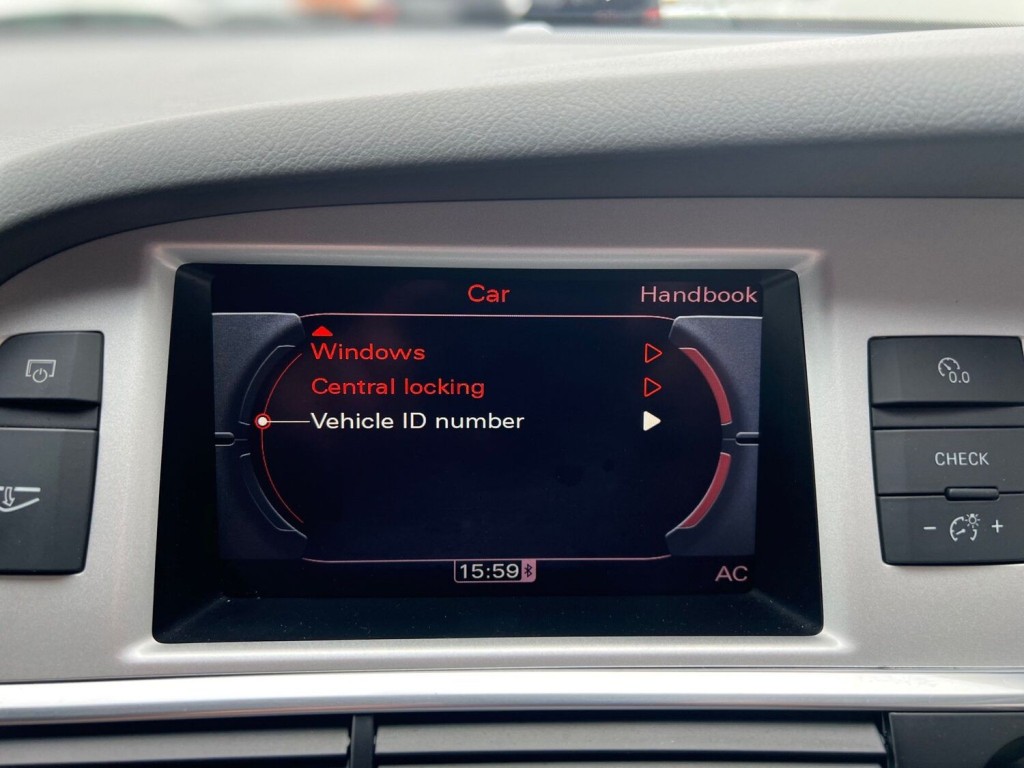 Car
Handbook
Windows
Central locking
Vehicle ID number
15:59
AC
0.0
CHECK
- +